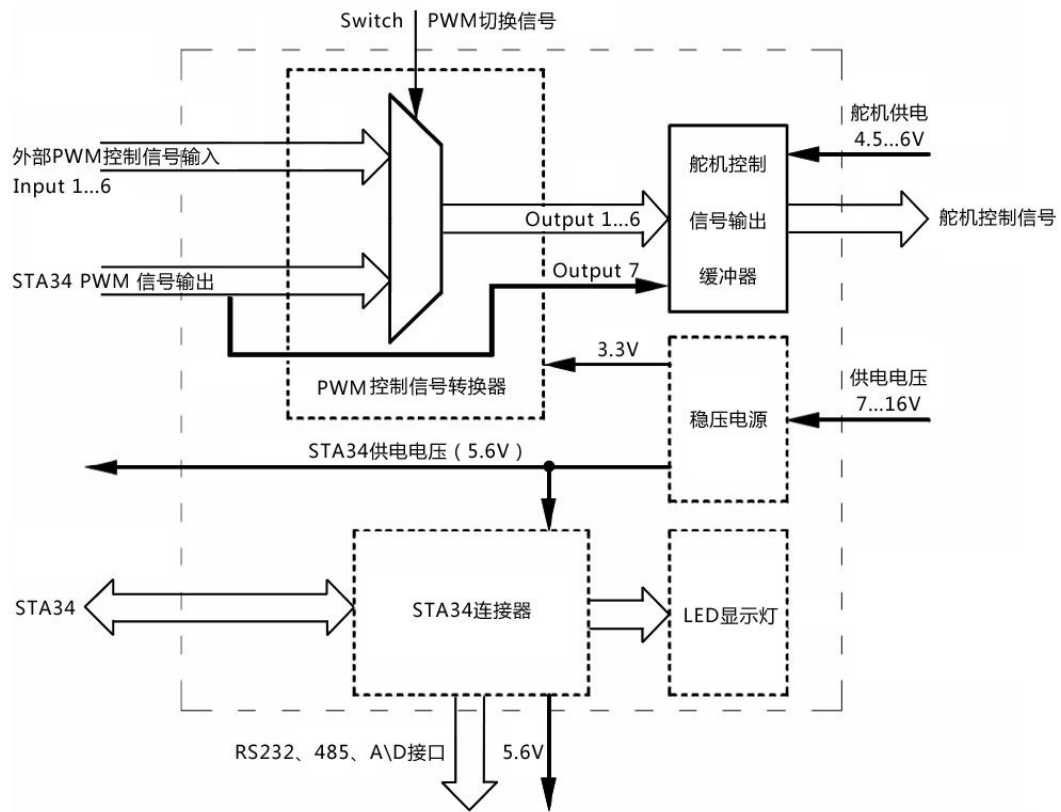 Switch PWM切换信号
外部PWM控制信号输入
Input 1...6
STA34 PWM 信号输出
Output 1...6
Output 7
PWM控制信号转换器
舵机控制
信号输出
缓冲器
舵机供电
4.5...6V
舵机控制信号
3.3V
稳压电源
供电电压
7...16V
STA34供电电压（5.6V）
STA34
STA34连接器
LED显示灯
RS232、485、A\D接口
5.6V